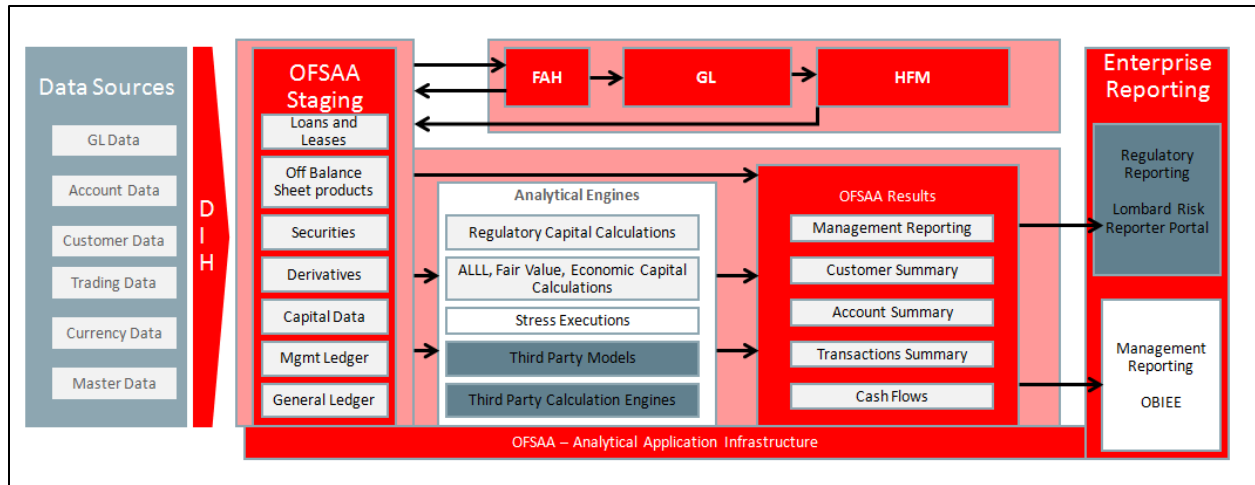 Data Sources
GL Data
Account Data
Customer Data
Trading Data
Currency Data
Master Data
D
I
H
OFSAA
Staging
Loans and
Leases
Off Balance
Sheet products
Securities
Derivatives
Capital Data
Mgmt Ledger
General Ledger
FAH
GL
HFM
Analytical Engines
Regulatory Capital Calculations
ALLL, Fair Value, Economic Capital
Calculations
Stress Executions
Third Party Models
Third Party Calculation Engines
OFSAA Results
Management Reporting
Customer Summary
Account Summary
Transactions Summary
Cash Flows
Enterprise
Reporting
Regulatory
Reporting
Lombard Risk
Reporter Portal
Management
Reporting
OBIEE
OFSAA – Analytical Application Infrastructure